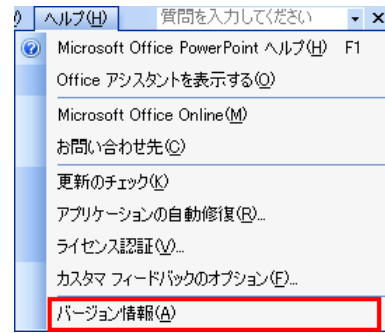 ヘルプ(H) 質問を入力してください
Microsoft Office PowerPoint ヘルプ(H) F1
Office アシスタントを表示する(O)
Microsoft Office Online(M)
お問い合わせ先(C)
更新のチェック(K)
アプリケーションの自動修復(R)...
ライセンス認証(V)...
カスタマ フィードバックのオプション(F)...
バージョン情報(A)